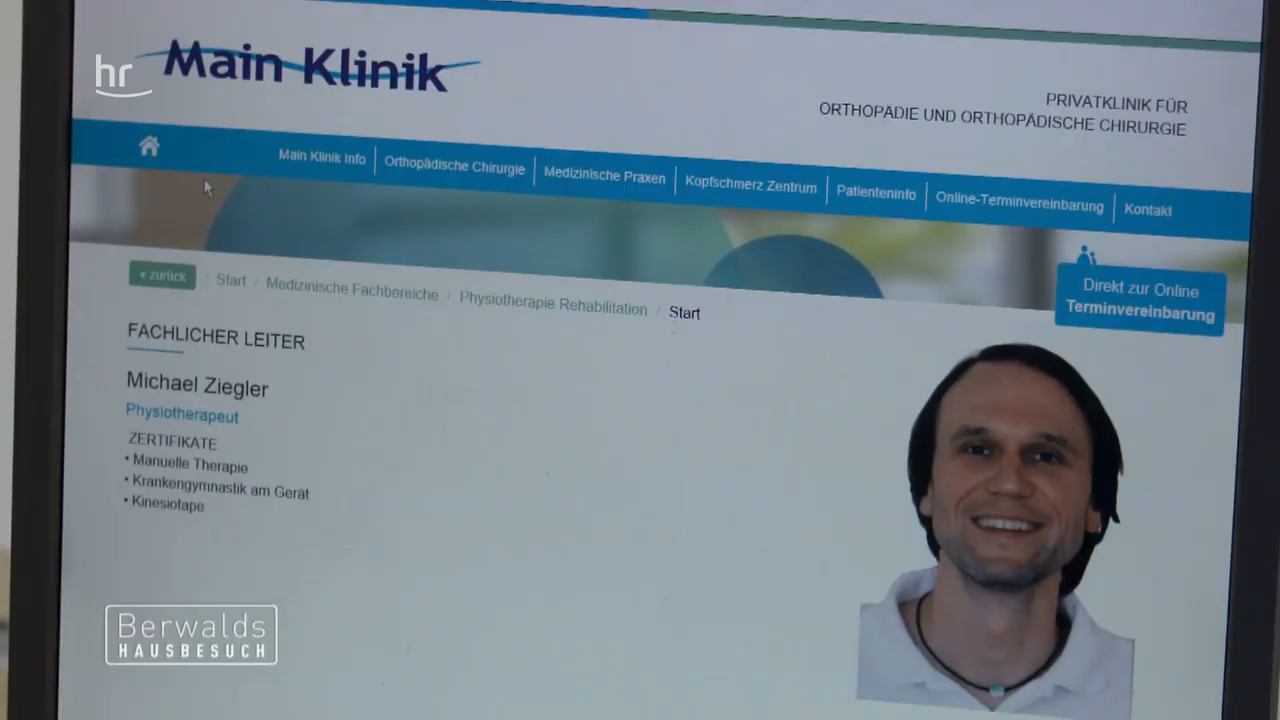 hr
Main Klinik
PRIVATKLINIK FÜR
ORTHOPÄDIE UND ORTHOPÄDISCHE CHIRURGIE
Main Klinik Info
Orthopädische Chirurgie
Medizinische Praxen
Kopfschmerz Zentrum
Patienteninfo
Online-Terminvereinbarung
Kontakt
zurück / Start / Medizinische Fachbereiche / Physiotherapie Rehabilitation / Start
Direkt zur Online
Terminvereinbarung
FACHLICHER LEITER
Michael Ziegler
Physiotherapeut
ZERTIFIKATE
• Manuelle Therapie
• Krankengymnastik am Gerät
• Kinesiotape
Berwalds
HAUSBESUCH